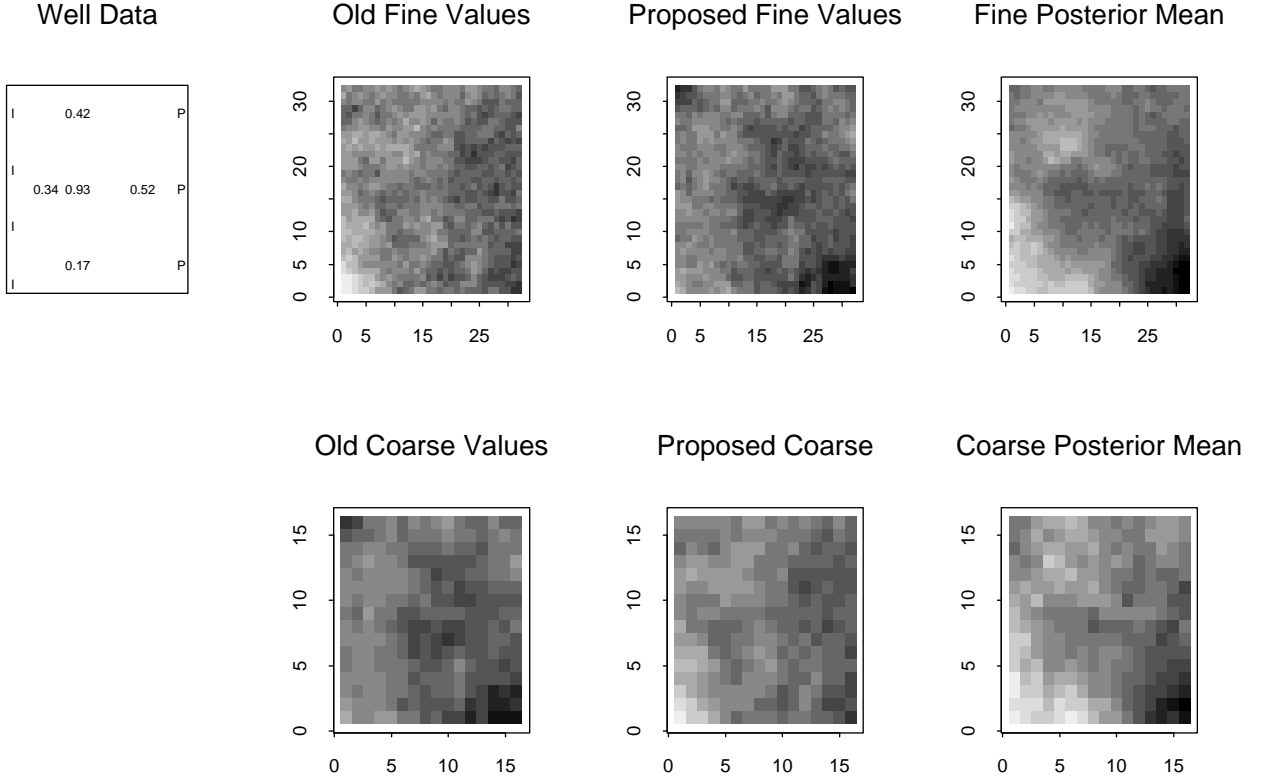 Well Data
Old Fine Values
Proposed Fine Values
Fine Posterior Mean
I 0.42 P
I
0.34 0.93 0.52 P
I
0.17 P
I
0 5 10 20 30
0 5 15 25
0 5 10 20 30
0 5 15 25
0 5 10 20 30
0 5 15 25
Old Coarse Values
Proposed Coarse
Coarse Posterior Mean
0 5 10 15
0 5 10 15
0 5 10 15
0 5 10 15
0 5 10 15
0 5 10 15